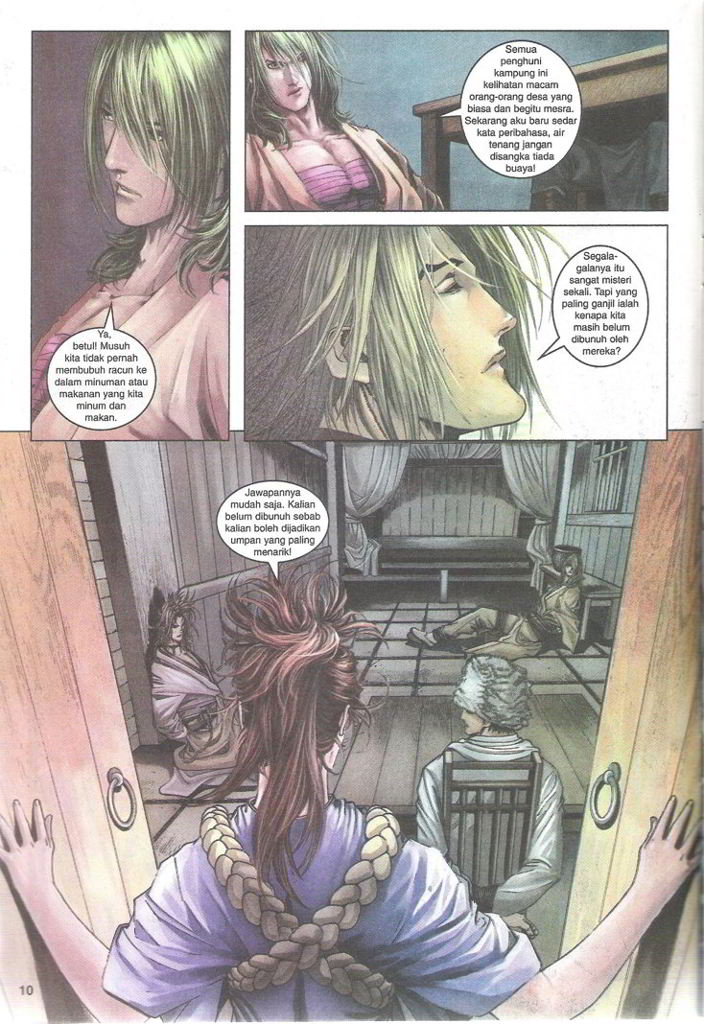 Ya,
betul! Musuh
kita tidak pernah
membubuh racun ke
dalam minuman atau
makanan yang kita
minum dan
makan.
Semua
penghuni
kampung ini
kelihatan macam
orang-orang desa yang
biasa dan begitu mesra.
Sekarang aku baru sedar
kata peribahasa, air
tenang jangan
disangka tiada
buaya!
Segala-
galanya itu
sangat misteri
sekali. Tapi yang
paling ganjil ialah
kenapa kita
masih belum
dibunuh oleh
mereka?
Jawapannya
mudah saja. Kalian
belum dibunuh sebab
kalian boleh dijadikan
umpan yang paling
menarik!
10